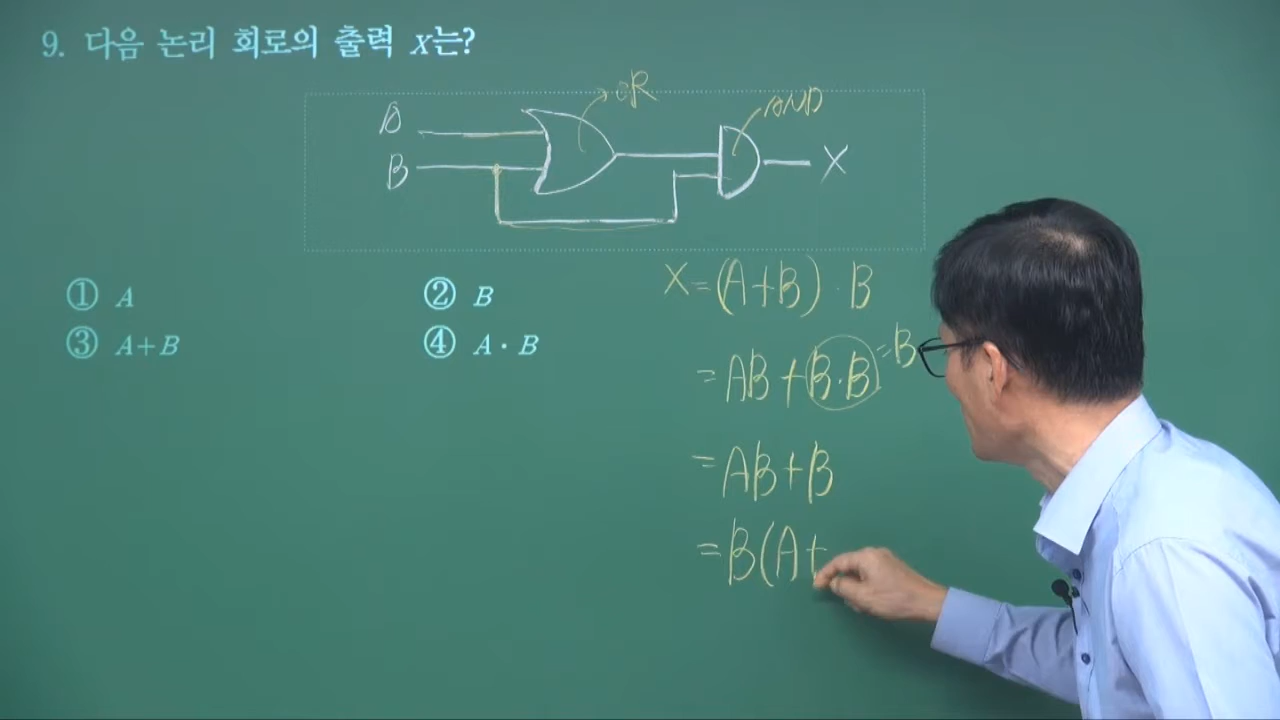 9. 다음 논리 회로의 출력 X는?
OR
AND
A
B
X
① A
② B
③ A+B
④ A · B
X=(A+B) · B
= AB + B·B =B
= AB+B
= B(A+